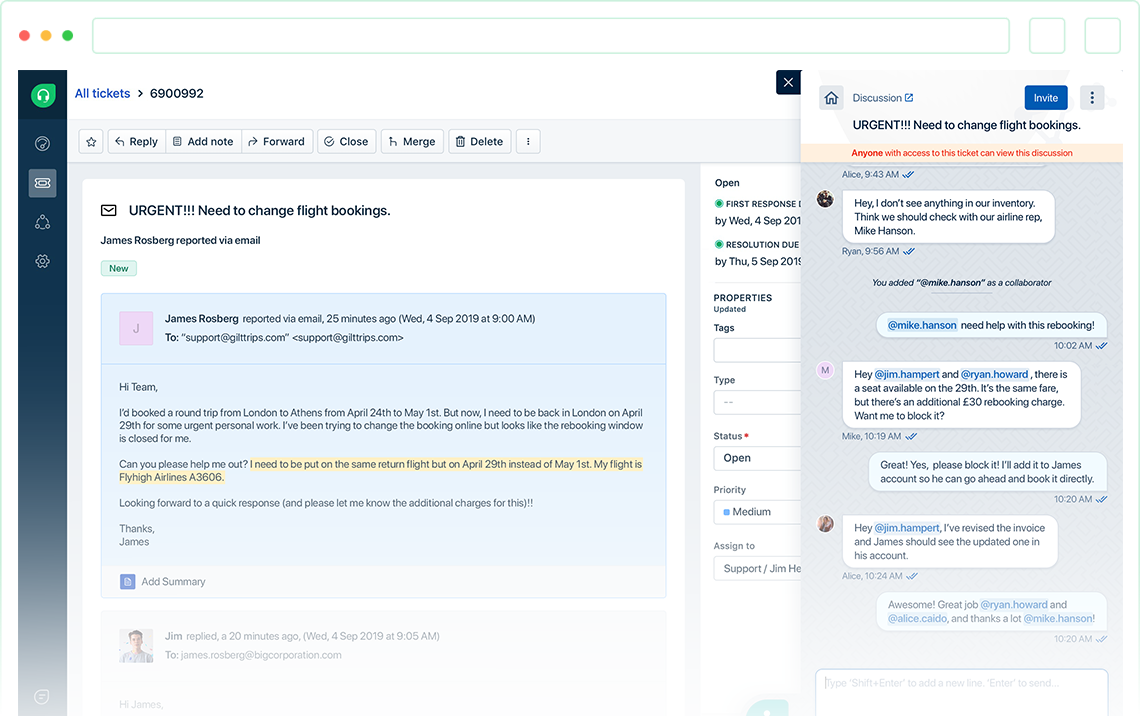 All tickets > 6900992
Reply
Add note
Forward
Close
Merge
Delete
URGENT!!! Need to change flight bookings.
James Rosberg reported via email
New
J
James Rosberg reported via email, 25 minutes ago (Wed, 4 Sep 2019 at 9:00 AM)
To: “support@gilttrips.com” <support@gilttrips.com>
Hi Team,
I’d booked a round trip from London to Athens from April 24th to May 1st. But now, I need to be back in London on April
29th for some urgent personal work. I’ve been trying to change the booking online but looks like the rebooking window
is closed for me.
Can you please help me out? I need to be put on the same return flight but on April 29th instead of May 1st. My flight is
Flyhigh Airlines A3606.
Looking forward to a quick response (and please let me know the additional charges for this)!!
Thanks,
James
Add Summary
Jim replied, a 20 minutes ago, (Wed, 4 Sep 2019 at 9:05 AM)
To: james.rosberg@bigcorporation.com
Hi James,
Open
FIRST RESPONSE D
by Wed, 4 Sep 201
RESOLUTION DUE
by Thu, 5 Sep 2019
PROPERTIES
Updated
Tags
Type
--
Status*
Open
Priority
Medium
Assign to
Support / Jim He
Discussion
Invite
URGENT!!! Need to change flight bookings.
Anyone with access to this ticket can view this discussion
Alice, 9:43 AM
Hey, I don’t see anything in our inventory.
Think we should check with our airline rep,
Mike Hanson.
Ryan, 9:56 AM
You added “@mike.hanson” as a collaborator
@mike.hanson need help with this rebooking!
10:02 AM
M
Hey @jim.hampert and @ryan.howard , there is
a seat available on the 29th. It’s the same fare,
but there’s an additional £30 rebooking charge.
Want me to block it?
Mike, 10:19 AM
Great! Yes, please block it! I’ll add it to James
account so he can go ahead and book it directly.
10:20 AM
Hey @jim.hampert, I’ve revised the invoice
and James should see the updated one in
his account.
Alice, 10:24 AM
Awesome! Great job @ryan.howard and
@alice.caido, and thanks a lot @mike.hanson!
10:20 AM
Type ‘Shift+Enter’ to add a new line. ‘Enter’ to send...